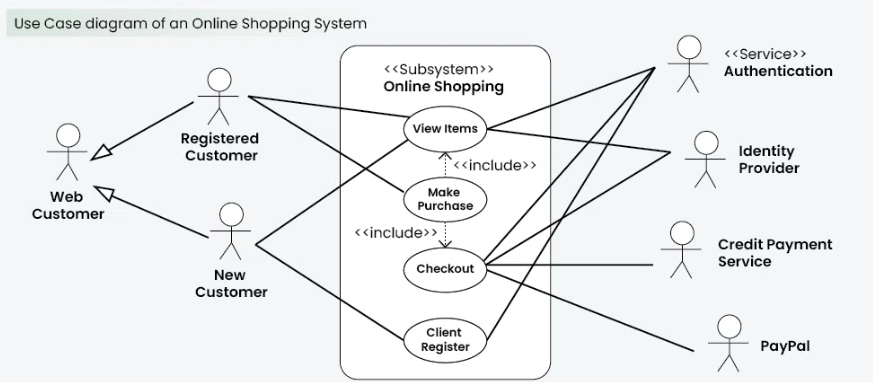 Use Case diagram of an Online Shopping System
<<Subsystem>>
Online Shopping
<<Service>>
Authentication
Registered
Customer
View Items
Identity
Provider
<<include>>
Web
Customer
Make
Purchase
<<include>>
Credit Payment
Service
New
Customer
Checkout
Client
Register
PayPal